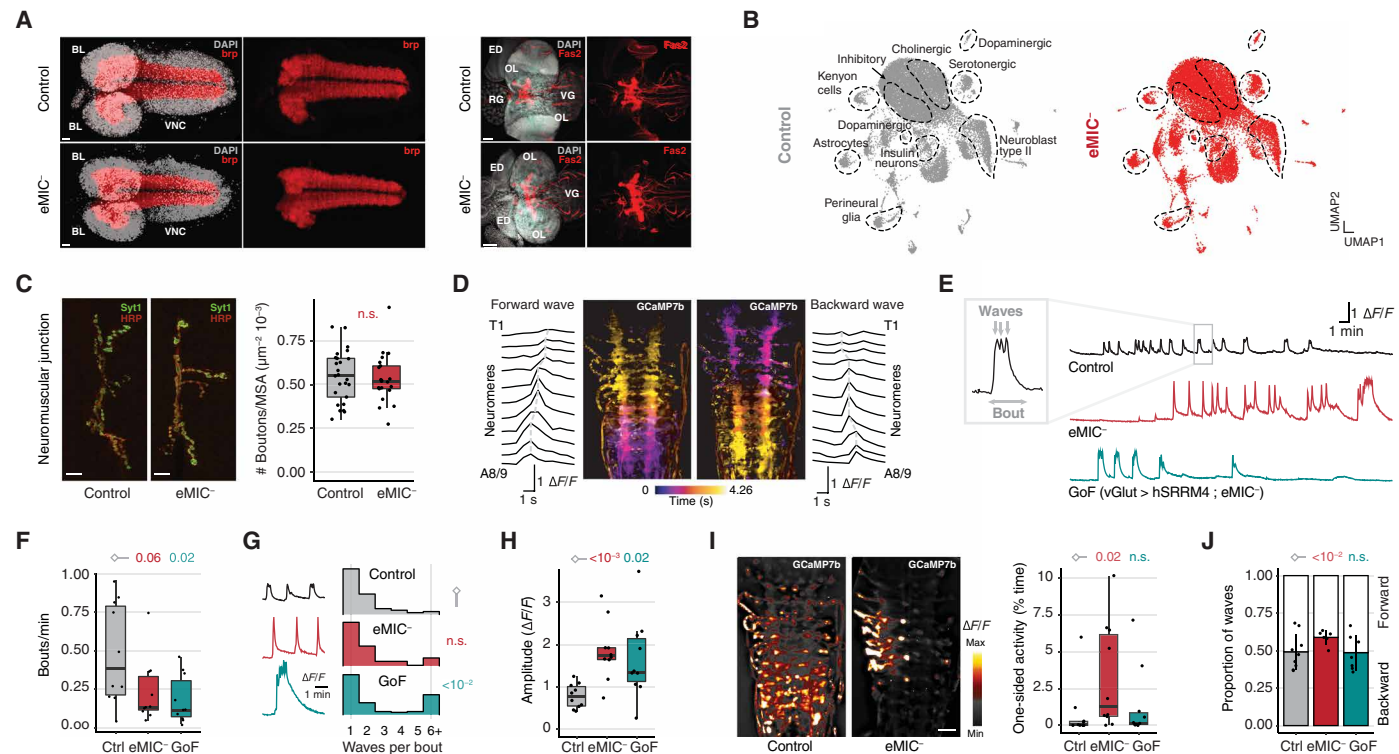 A
DAPI
brp
BL
BL
VNC
brp
Control
DAPI
brp
BL
BL
VNC
brp
eMIC⁻
DAPI
Fas2
ED
OL
RG
VG
OL
Fas2
Control
DAPI
Fas2
OL
ED
VG
ED
OL
Fas2
eMIC⁻
B
Control
Cholinergic
Inhibitory
Kenyon
cells
Dopaminergic
Serotonergic
Dopaminergic
Astrocytes
Insulin
neurons
Neuroblast
type II
Perineural
glia
eMIC⁻
UMAP2
UMAP1
C
Neuromuscular junction
Syt1
HRP
Syt1
HRP
Control
eMIC⁻
# Boutons/MSA (μm⁻² 10⁻³)
n.s.
0.75
0.50
0.25
0.00
Control
eMIC⁻
D
Forward wave
T1
Neuromeres
A8/9
1 ΔF/F
1 s
GCaMP7b
GCaMP7b
0
4.26
Time (s)
Backward wave
T1
Neuromeres
A8/9
1 ΔF/F
1 s
E
Waves
Bout
1 ΔF/F
1 min
Control
eMIC⁻
GoF (vGlut > hSRRM4 ; eMIC⁻)
F
0.06 0.02
Bouts/min
1.00
0.75
0.50
0.25
0.00
Ctrl eMIC⁻ GoF
G
ΔF/F
1 min
Control
eMIC⁻
n.s.
GoF
<10⁻²
1 2 3 4 5 6+
Waves per bout
H
<10⁻³ 0.02
Amplitude (ΔF/F)
3
2
1
0
Ctrl eMIC⁻ GoF
I
GCaMP7b
GCaMP7b
Control
eMIC⁻
ΔF/F
Max
Min
0.02 n.s.
One-sided activity (% time)
10
7.5
5
2.5
0
Ctrl eMIC⁻ GoF
J
<10⁻² n.s.
Proportion of waves
1.00
0.75
0.50
0.25
0.00
Forward
Backward
Ctrl eMIC⁻ GoF